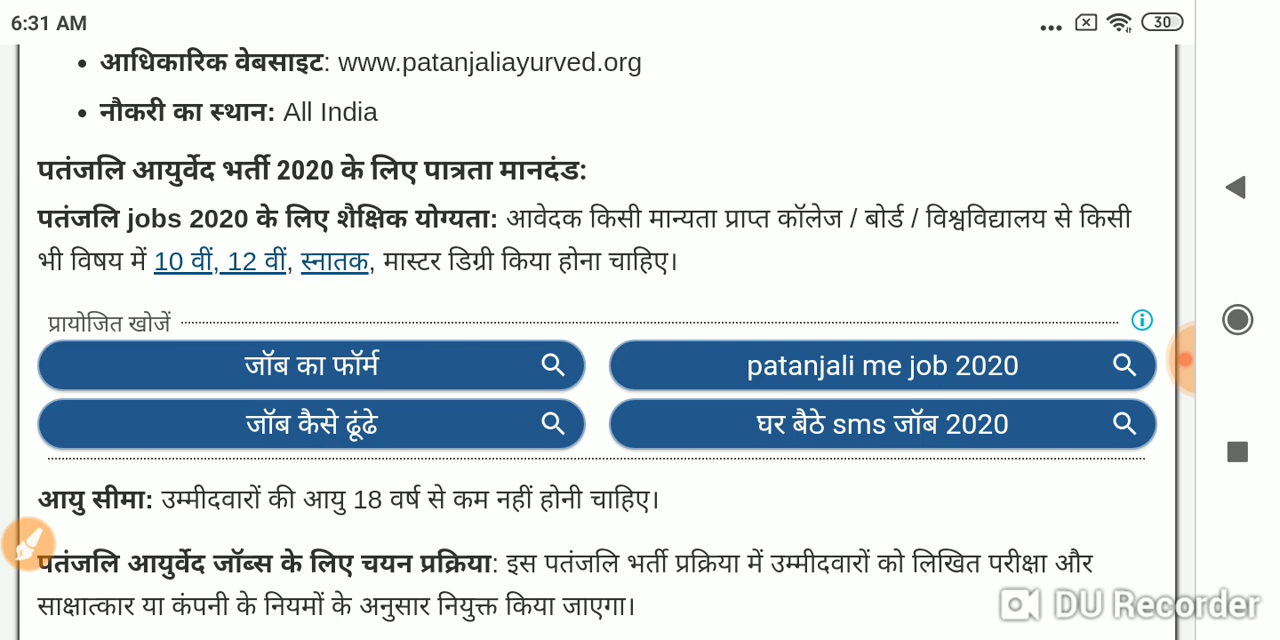 6:31 AM
30
आधिकारिक वेबसाइट: www.patanjaliayurved.org
नौकरी का स्थान: All India
पतंजलि आयुर्वेद भर्ती 2020 के लिए पात्रता मानदंड:
पतंजलि jobs 2020 के लिए शैक्षिक योग्यता: आवेदक किसी मान्यता प्राप्त कॉलेज / बोर्ड / विश्वविद्यालय से किसी
भी विषय में 10 वीं, 12 वीं, स्नातक, मास्टर डिग्री किया होना चाहिए।
प्रायोजित खोजें
जॉब का फॉर्म
patanjali me job 2020
जॉब कैसे ढूंढे
घर बैठे sms जॉब 2020
आयु सीमा: उम्मीदवारों की आयु 18 वर्ष से कम नहीं होनी चाहिए।
पतंजलि आयुर्वेद जॉब्स के लिए चयन प्रक्रिया: इस पतंजलि भर्ती प्रक्रिया में उम्मीदवारों को लिखित परीक्षा और
साक्षात्कार या कंपनी के नियमों के अनुसार नियुक्त किया जाएगा।
DU Recorder